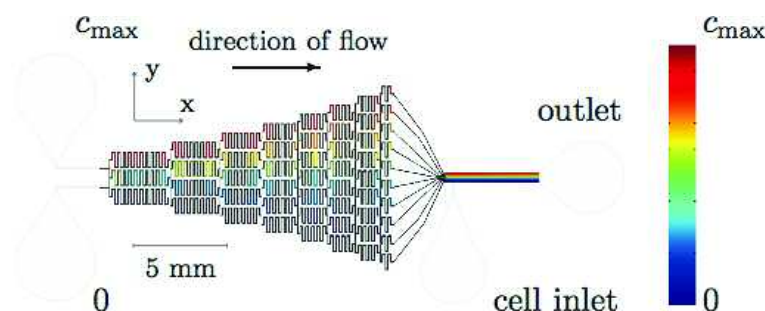 c_max
direction of flow
c_max
y
x
outlet
5 mm
0
cell inlet
0